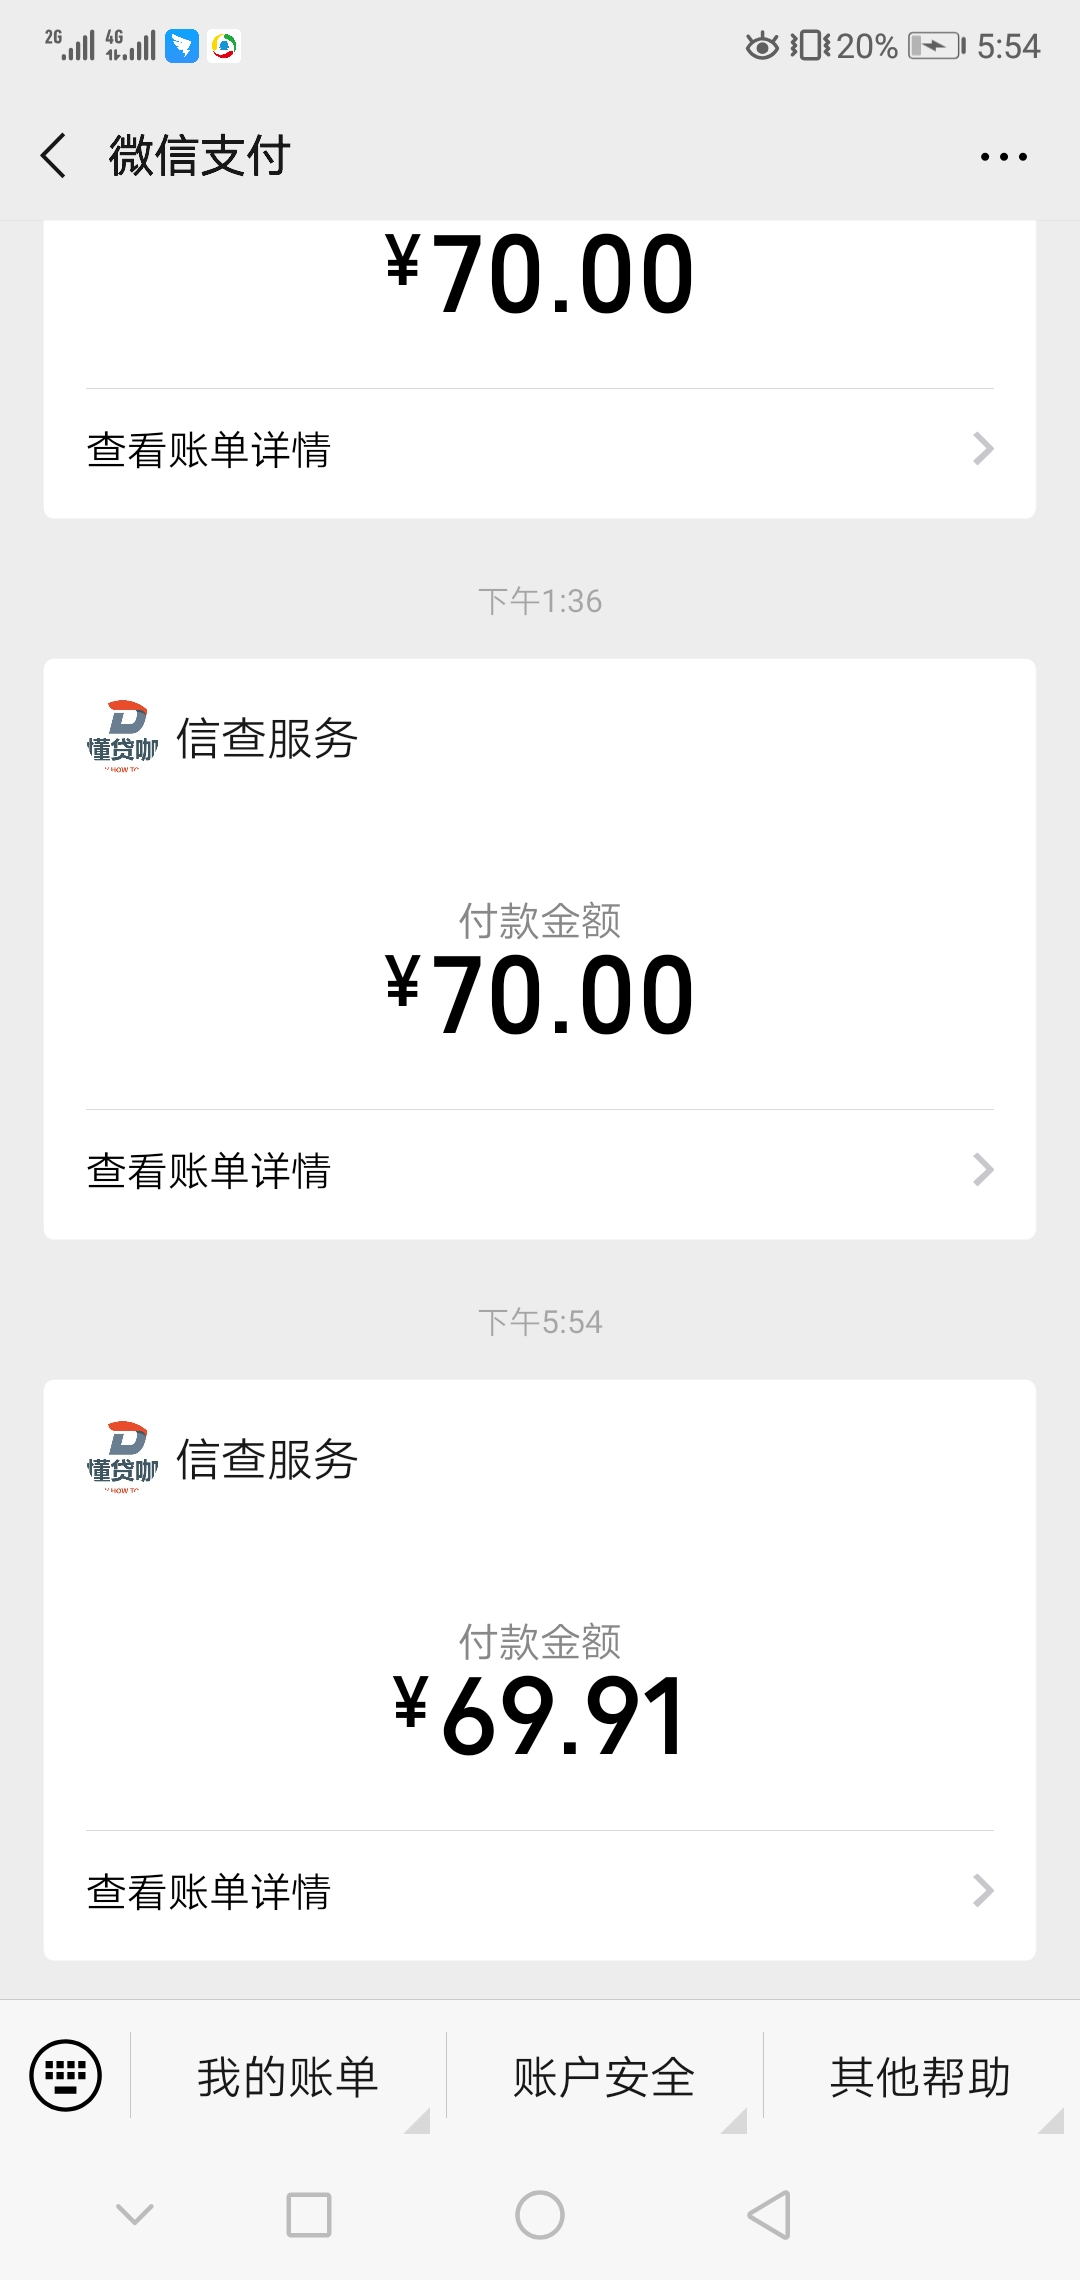 2G 4G 20% 5:54
微信支付
¥70.00
查看账单详情
下午1:36
懂贷咖
信查服务
付款金额
¥70.00
查看账单详情
下午5:54
懂贷咖
信查服务
付款金额
¥69.91
查看账单详情
我的账单 账户安全 其他帮助